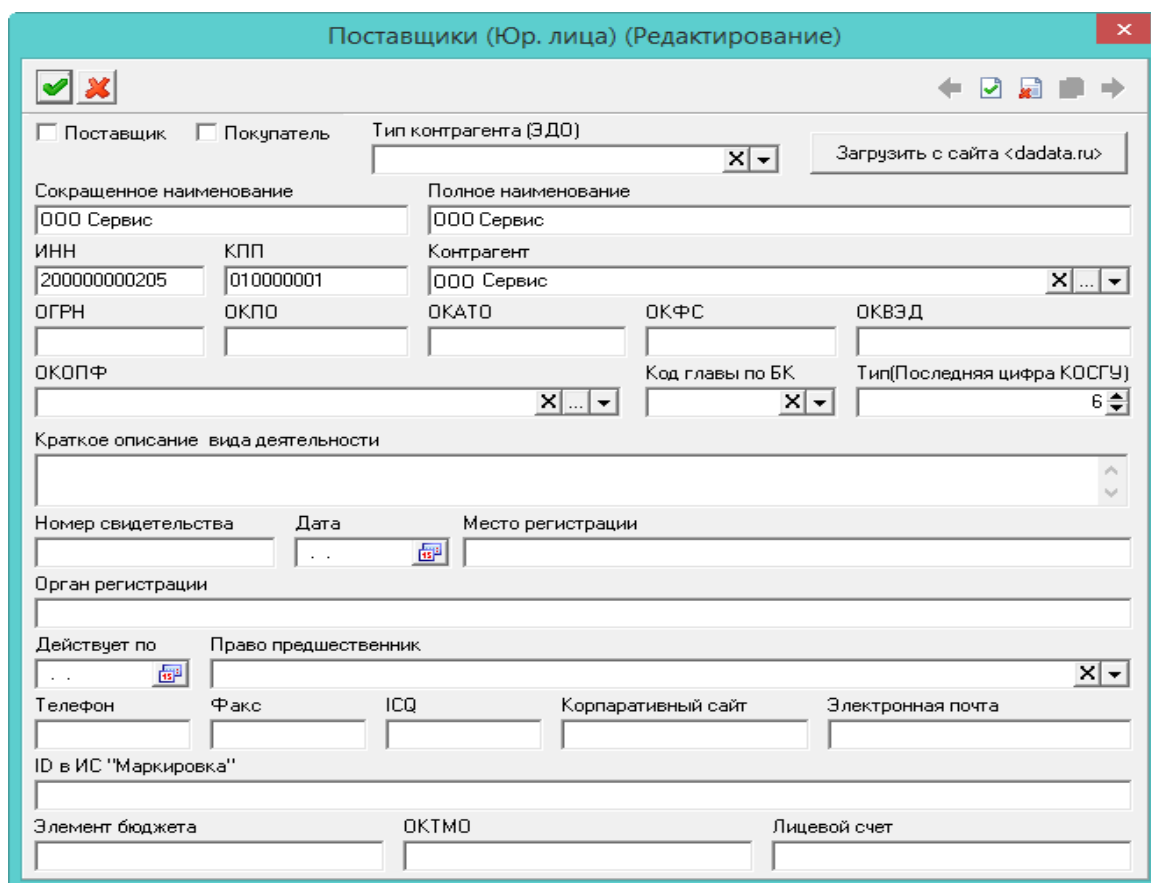 Поставщики (Юр. лица) (Редактирование)
Поставщик Покупатель Тип контрагента (ЭДО)
Загрузить с сайта <dadata.ru>
Сокращенное наименование Полное наименование
ООО Сервис ООО Сервис
ИНН КПП Контрагент
200000000205 010000001 ООО Сервис
ОГРН ОКПО ОКАТО ОКФС ОКВЭД
ОКОПФ Код главы по БК Тип(Последняя цифра КОСГУ)
6
Краткое описание вида деятельности
Номер свидетельства Дата Место регистрации
. .
Орган регистрации
Действует по Право предшественник
. .
Телефон Факс ICQ Корпаративный сайт Электронная почта
ID в ИС "Маркировка"
Элемент бюджета ОКТМО Лицевой счет